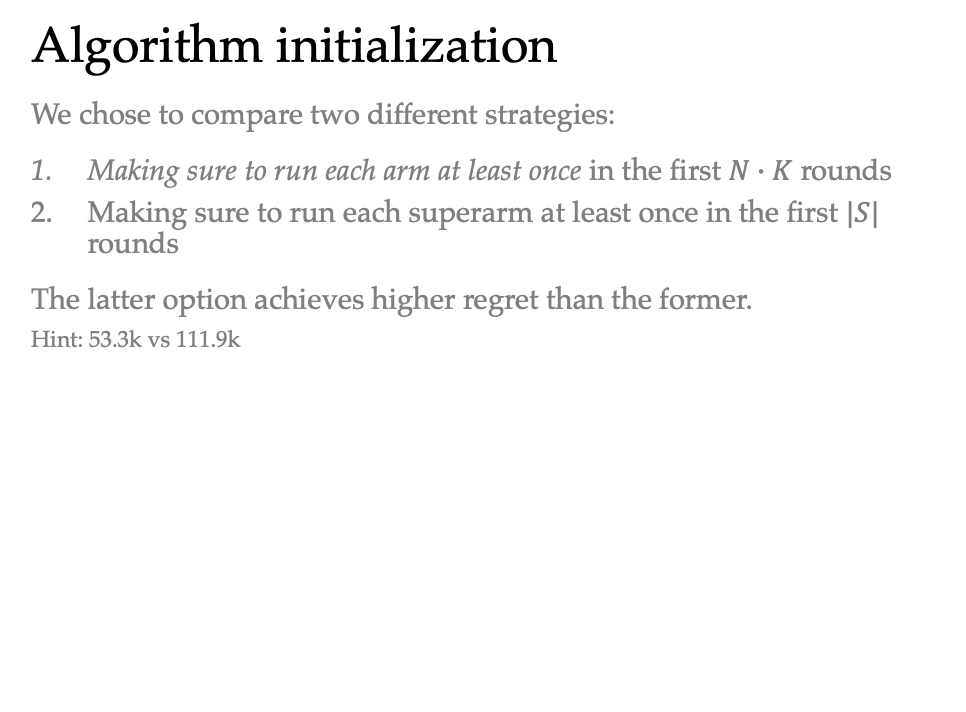 Algorithm initialization
We chose to compare two different strategies:
1. Making sure to run each arm at least once in the first N · K rounds
2. Making sure to run each superarm at least once in the first |S|
rounds
The latter option achieves higher regret than the former.
Hint: 53.3k vs 111.9k